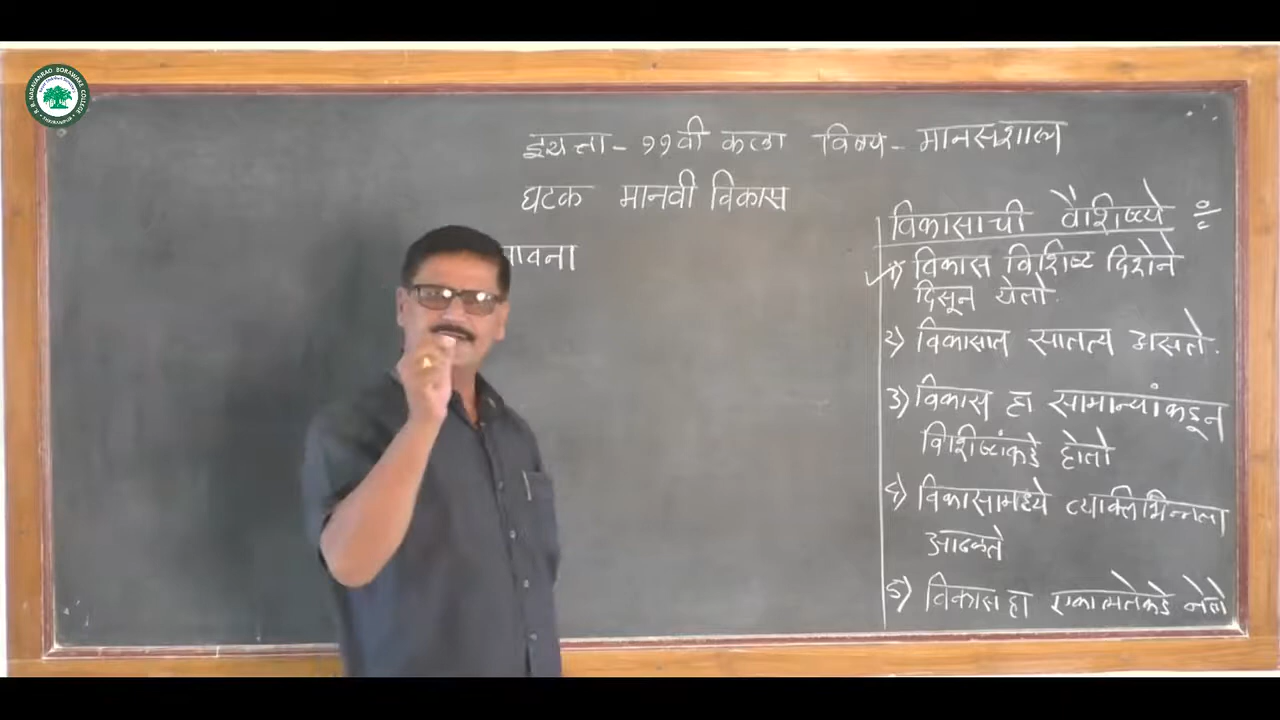 इयत्ता - ११वी कला विषय - मानसशास्त्र
घटक मानवी विकास
विकासाची वैशिष्ट्ये ÷
१) विकास विशिष्ट दिशेने
दिसून येतो.
२) विकासात सातत्य असते.
३) विकास हा सामान्यांकडून
विशिष्टांकडे होतो
४) विकासामध्ये व्यक्तिभिन्नता
आढळते
५) विकास हा एकात्मतेकडे नेतो